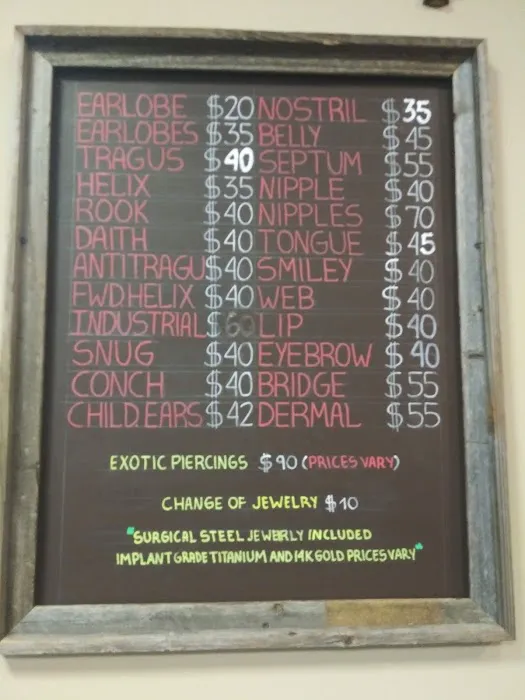 EARLOBE $20 NOSTRIL $35
EARLOBES $35 BELLY $45
TRAGUS $40 SEPTUM $55
HELIX $35 NIPPLE $40
ROOK $40 NIPPLES $70
DAITH $40 TONGUE $45
ANTITRAGUS $40 SMILEY $40
FWD.HELIX $40 WEB $40
INDUSTRIAL $60 LIP $40
SNUG $40 EYEBROW $40
CONCH $40 BRIDGE $55
CHILD.EARS $42 DERMAL $55
EXOTIC PIERCINGS $90 (PRICES VARY)
CHANGE OF JEWELRY $10
"SURGICAL STEEL JEWERLY INCLUDED
IMPLANT GRADE TITANIUM AND 14K GOLD PRICES VARY"